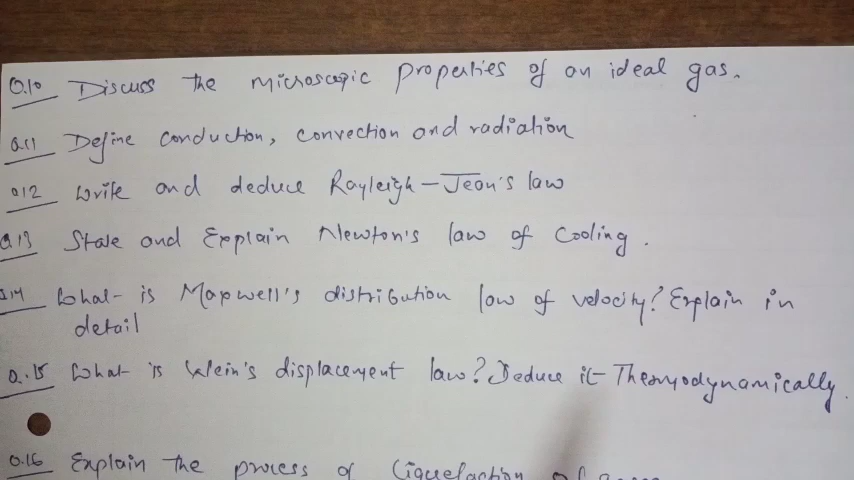 Q.10 Discuss the microscopic properties of an ideal gas.
Q.11 Define conduction, convection and radiation
Q.12 Write and deduce Rayleigh-Jean's law
Q.13 State and Explain Newton's law of cooling.
Q.14 What is Maxwell's distribution law of velocity? Explain in
detail
Q.15 What is Wein's displacement law? Deduce it Thermodynamically.
Q.16 Explain the process of liquefaction of